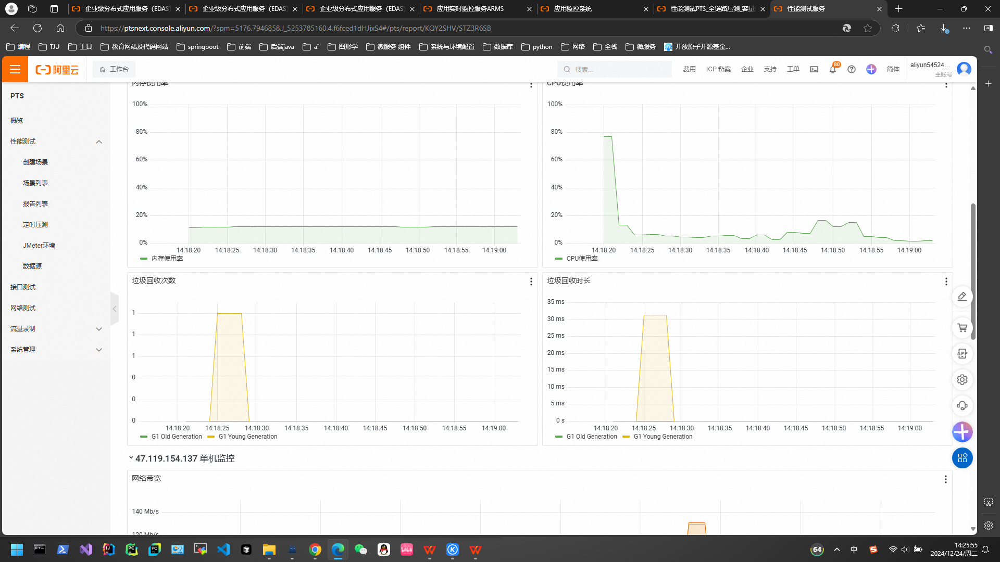 企业级分布式应用服务（EDAS
企业级分布式应用服务（EDAS
企业级分布式应用服务（EDAS
应用实时监控服务ARMS
应用监控系统
性能测试PTS_全链路压测_容量
性能测试服务
https://ptsnext.console.aliyun.com/?spm=5176.7946858.J_5253785160.4.f6fced1dHJjxS4#/pts/report/KQY2SHV/STZ3R6SB
编程
TJU
工具
教育网站及代码网站
springboot
前端
后端java
ai
图形学
微服务 组件
系统与环境配置
数据库
python
网络
全栈
微服务
开放原子开源基金...
阿里云
工作台
搜索...
费用
ICP 备案
企业
支持
工单
80
简体
aliyun54524...
主账号
PTS
概览
性能测试
创建场景
场景列表
报告列表
定时压测
JMeter环境
数据源
接口测试
网络测试
流量录制
系统管理
内存使用率
100%
80%
60%
40%
20%
0%
14:18:20 14:18:25 14:18:30 14:18:35 14:18:40 14:18:45 14:18:50 14:18:55 14:19:00
内存使用率
CPU使用率
100%
80%
60%
40%
20%
0%
14:18:20 14:18:25 14:18:30 14:18:35 14:18:40 14:18:45 14:18:50 14:18:55 14:19:00
CPU使用率
垃圾回收次数
1
1
1
0
0
0
14:18:20 14:18:25 14:18:30 14:18:35 14:18:40 14:18:45 14:18:50 14:18:55 14:19:00
G1 Old Generation G1 Young Generation
垃圾回收时长
35 ms
30 ms
25 ms
20 ms
15 ms
10 ms
5 ms
0 s
14:18:20 14:18:25 14:18:30 14:18:35 14:18:40 14:18:45 14:18:50 14:18:55 14:19:00
G1 Old Generation G1 Young Generation
47.119.154.137 单机监控
网络带宽
140 Mb/s
120 Mb/s
APP
64
中
14:25:55
2024/12/24/周二